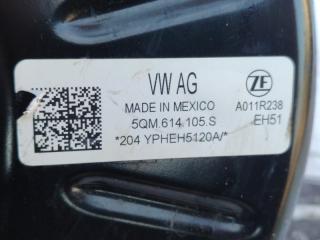 VW AG
ZF
MADE IN MEXICO
A011R238
5QM.614.105.S
EH51
*204 YPHEH5120A/*